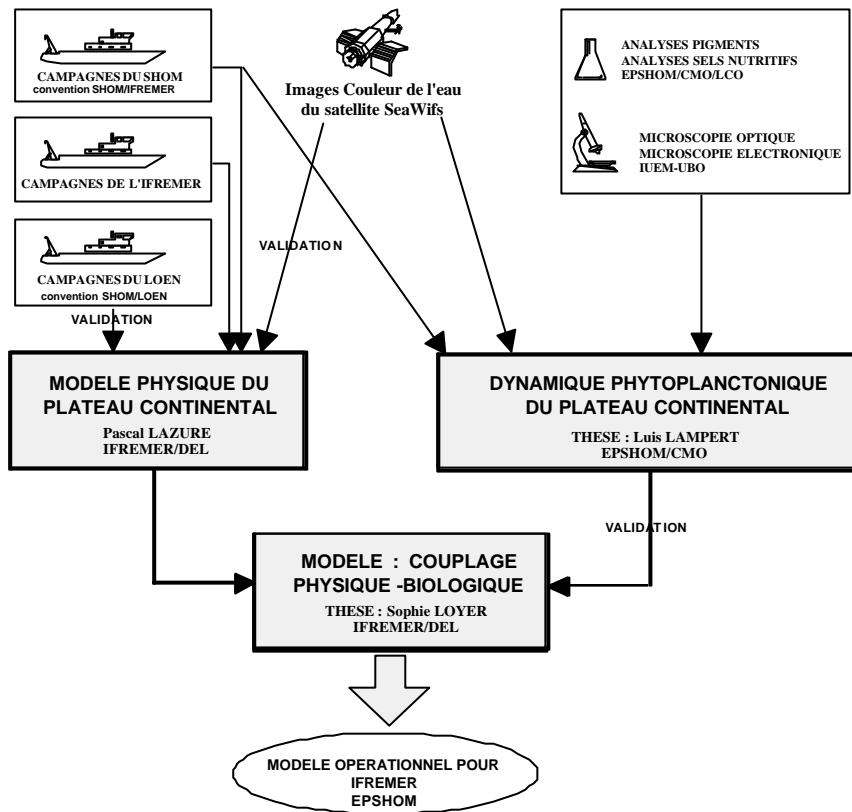 CAMPAGNES DU SHOM
convention SHOM/IFREMER
CAMPAGNES DE L'IFREMER
CAMPAGNES DU LOEN
convention SHOM/LOEN
VALIDATION
Images Couleur de l'eau
du satellite SeaWifs
VALIDATION
ANALYSES PIGMENTS
ANALYSES SELS NUTRITIFS
EPSHOM/CMO/LCO
MICROSCOPIE OPTIQUE
MICROSCOPIE ELECTRONIQUE
IUEM-UBO
MODELE PHYSIQUE DU
PLATEAU CONTINENTAL
Pascal LAZURE
IFREMER/DEL
DYNAMIQUE PHYTOPLANCTONIQUE
DU PLATEAU CONTINENTAL
THESE : Luis LAMPERT
EPSHOM/CMO
VALIDATION
MODELE : COUPLAGE
PHYSIQUE -BIOLOGIQUE
THESE : Sophie LOYER
IFREMER/DEL
MODELE OPERATIONNEL POUR
IFREMER
EPSHOM